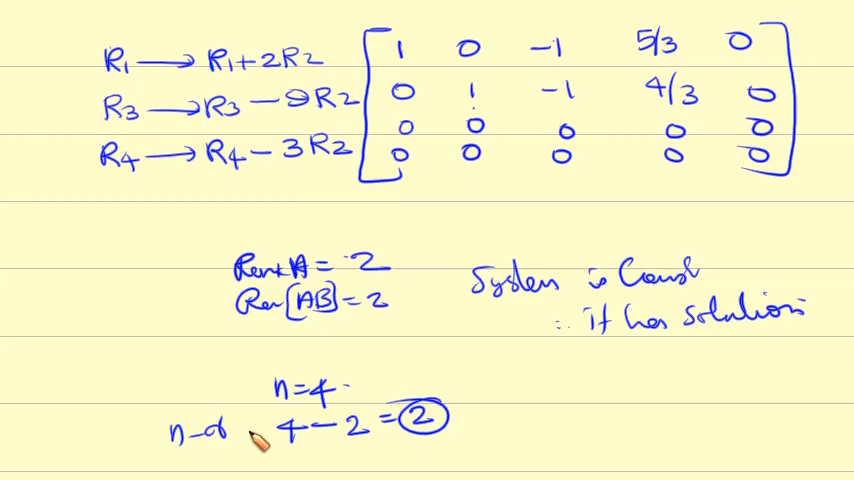 R1 → R1 + 2R2 1 0 -1 5/3 0
R3 → R3 - 9R2 0 1 -1 4/3 0
0 0 0 0 0
R4 → R4 - 3R2 0 0 0 0 0
Rank A = 2 System is Const
Ran[AB] = 2 ∴ it has solutions
n = 4
n-r 4 - 2 = 2